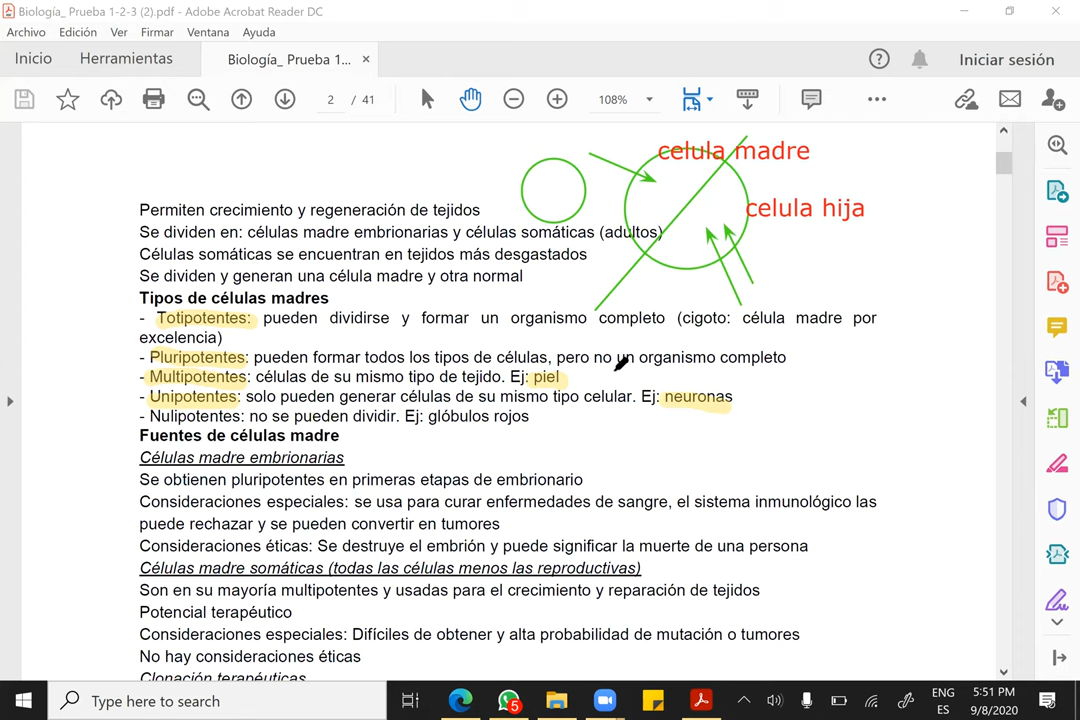 Biología_ Prueba 1-2-3 (2).pdf - Adobe Acrobat Reader DC
Archivo Edición Ver Firmar Ventana Ayuda
Inicio Herramientas Biología_ Prueba 1... × Iniciar sesión
2 / 41 108%
celula madre
celula hija
Permiten crecimiento y regeneración de tejidos
Se dividen en: células madre embrionarias y células somáticas (adultos)
Células somáticas se encuentran en tejidos más desgastados
Se dividen y generan una célula madre y otra normal
Tipos de células madres
- Totipotentes: pueden dividirse y formar un organismo completo (cigoto: célula madre por
excelencia)
- Pluripotentes: pueden formar todos los tipos de células, pero no un organismo completo
- Multipotentes: células de su mismo tipo de tejido. Ej: piel
- Unipotentes: solo pueden generar células de su mismo tipo celular. Ej: neuronas
- Nulipotentes: no se pueden dividir. Ej: glóbulos rojos
Fuentes de células madre
Células madre embrionarias
Se obtienen pluripotentes en primeras etapas de embrionario
Consideraciones especiales: se usa para curar enfermedades de sangre, el sistema inmunológico las
puede rechazar y se pueden convertir en tumores
Consideraciones éticas: Se destruye el embrión y puede significar la muerte de una persona
Células madre somáticas (todas las células menos las reproductivas)
Son en su mayoría multipotentes y usadas para el crecimiento y reparación de tejidos
Potencial terapéutico
Consideraciones especiales: Difíciles de obtener y alta probabilidad de mutación o tumores
No hay consideraciones éticas
Clonación terapéuticas
Type here to search
5
ENG
ES
5:51 PM
9/8/2020